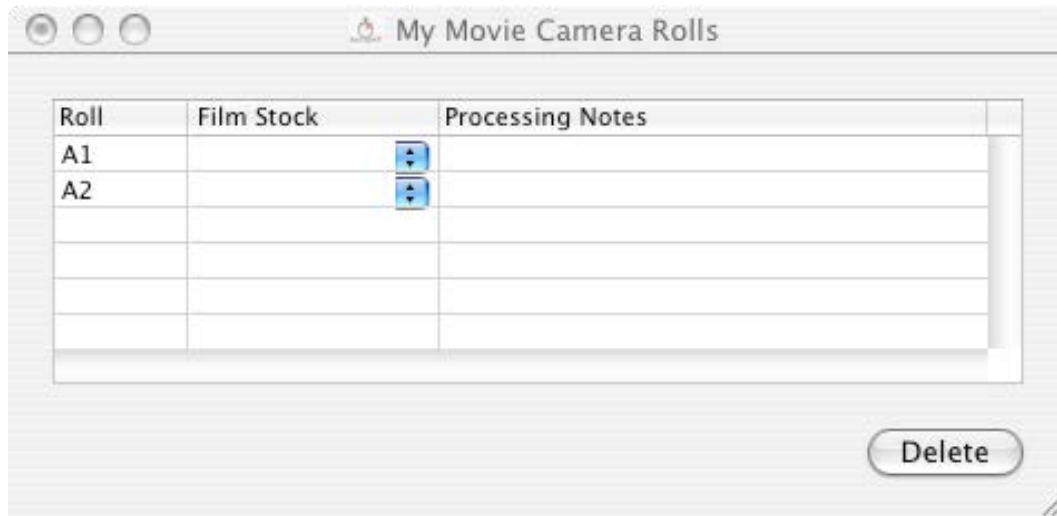 My Movie Camera Rolls
Roll Film Stock Processing Notes
A1
A2
Delete